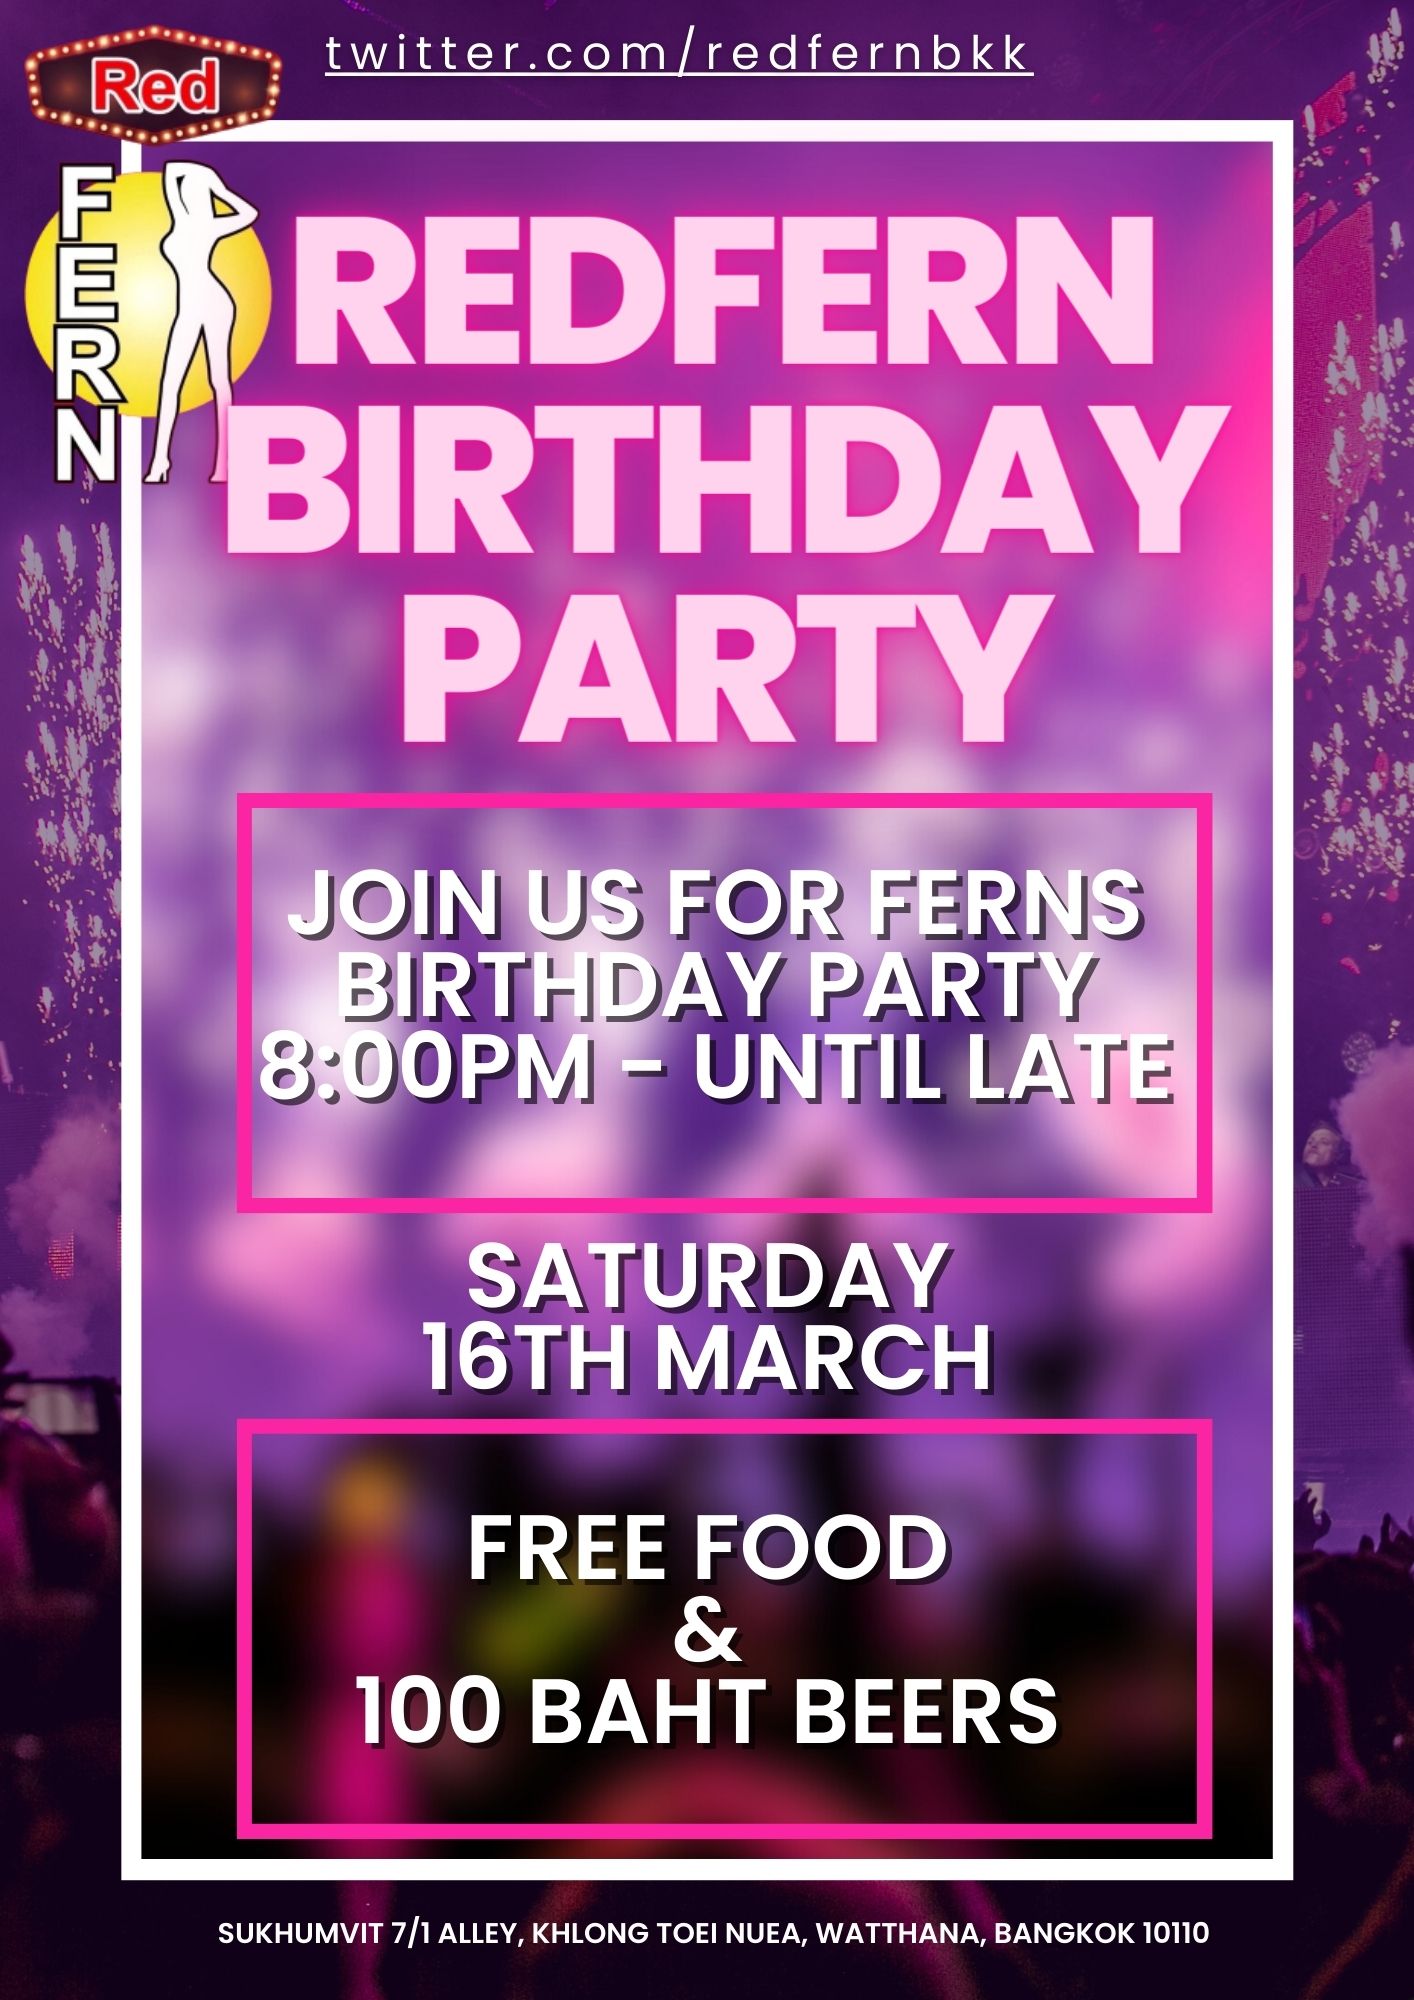 twitter.com/redfernbkk
Red
FERN
REDFERN
BIRTHDAY
PARTY
JOIN US FOR FERNS
BIRTHDAY PARTY
8:00PM - UNTIL LATE
SATURDAY
16TH MARCH
FREE FOOD
&
100 BAHT BEERS
SUKHUMVIT 7/1 ALLEY, KHLONG TOEI NUEA, WATTHANA, BANGKOK 10110